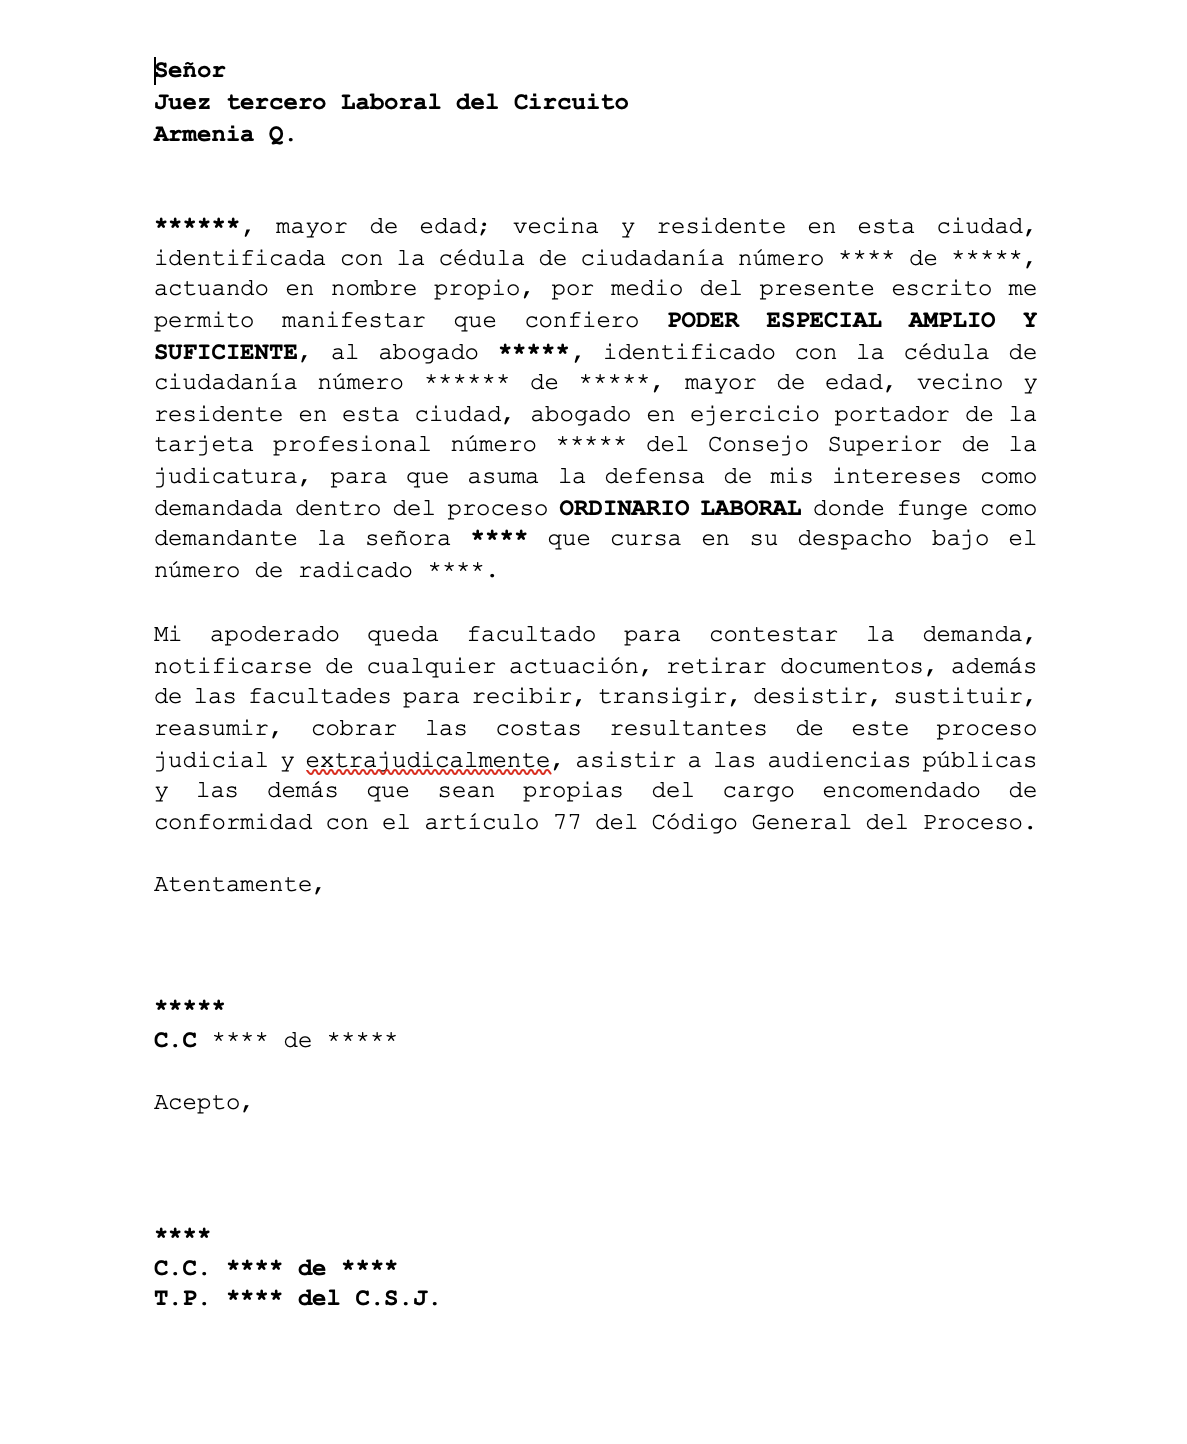 Señor
Juez tercero Laboral del Circuito
Armenia Q.
******, mayor de edad; vecina y residente en esta ciudad,
identificada con la cédula de ciudadanía número **** de *****,
actuando en nombre propio, por medio del presente escrito me
permito manifestar que confiero PODER ESPECIAL AMPLIO Y
SUFICIENTE, al abogado *****, identificado con la cédula de
ciudadanía número ****** de *****, mayor de edad, vecino y
residente en esta ciudad, abogado en ejercicio portador de la
tarjeta profesional número ***** del Consejo Superior de la
judicatura, para que asuma la defensa de mis intereses como
demandada dentro del proceso ORDINARIO LABORAL donde funge como
demandante la señora **** que cursa en su despacho bajo el
número de radicado ****.
Mi apoderado queda facultado para contestar la demanda,
notificarse de cualquier actuación, retirar documentos, además
de las facultades para recibir, transigir, desistir, sustituir,
reasumir, cobrar las costas resultantes de este proceso
judicial y extrajudicalmente, asistir a las audiencias públicas
y las demás que sean propias del cargo encomendado de
conformidad con el artículo 77 del Código General del Proceso.
Atentamente,
*****
C.C **** de *****
Acepto,
****
C.C. **** de ****
T.P. **** del C.S.J.